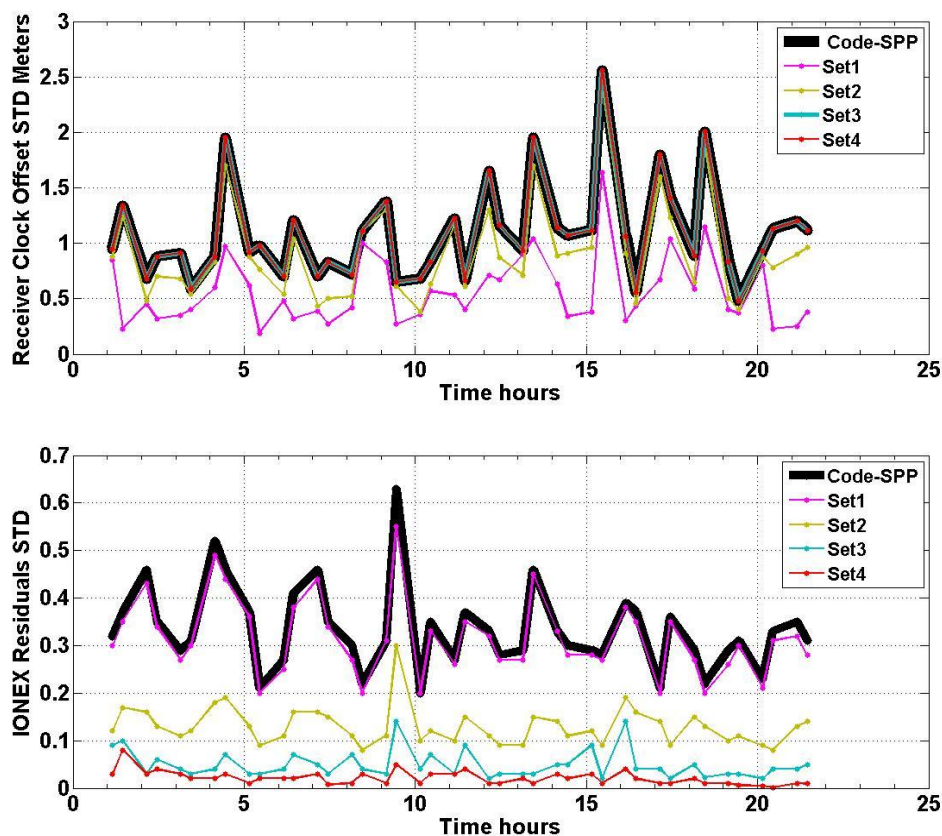 Receiver Clock Offset STD Meters
3
2.5
2
1.5
1
0.5
0
0
5
10
15
20
25
Time hours
Code-SPP
Set1
Set2
Set3
Set4
IONEX Residuals STD
0.7
0.6
0.5
0.4
0.3
0.2
0.1
0
0
5
10
15
20
25
Time hours
Code-SPP
Set1
Set2
Set3
Set4